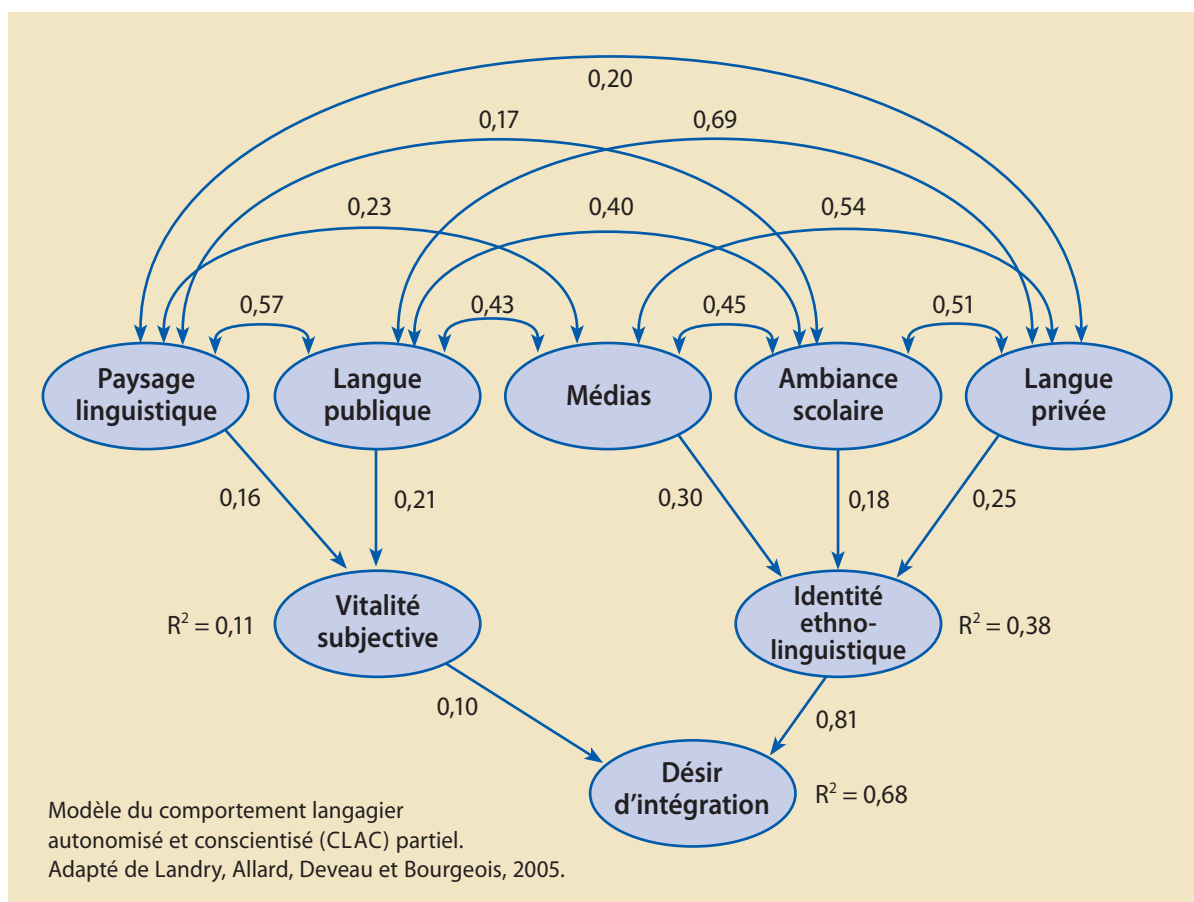 0,20
0,17
0,69
0,23
0,40
0,54
0,57
0,43
0,45
0,51
Paysage
linguistique
Langue
publique
Médias
Ambiance
scolaire
Langue
privée
0,16
0,21
0,30
0,18
0,25
R² = 0,11
Vitalité
subjective
Identité
ethno-
linguistique
R² = 0,38
0,10
0,81
Désir
d'intégration
R² = 0,68
Modèle du comportement langagier
autonomisé et conscientisé (CLAC) partiel.
Adapté de Landry, Allard, Deveau et Bourgeois, 2005.